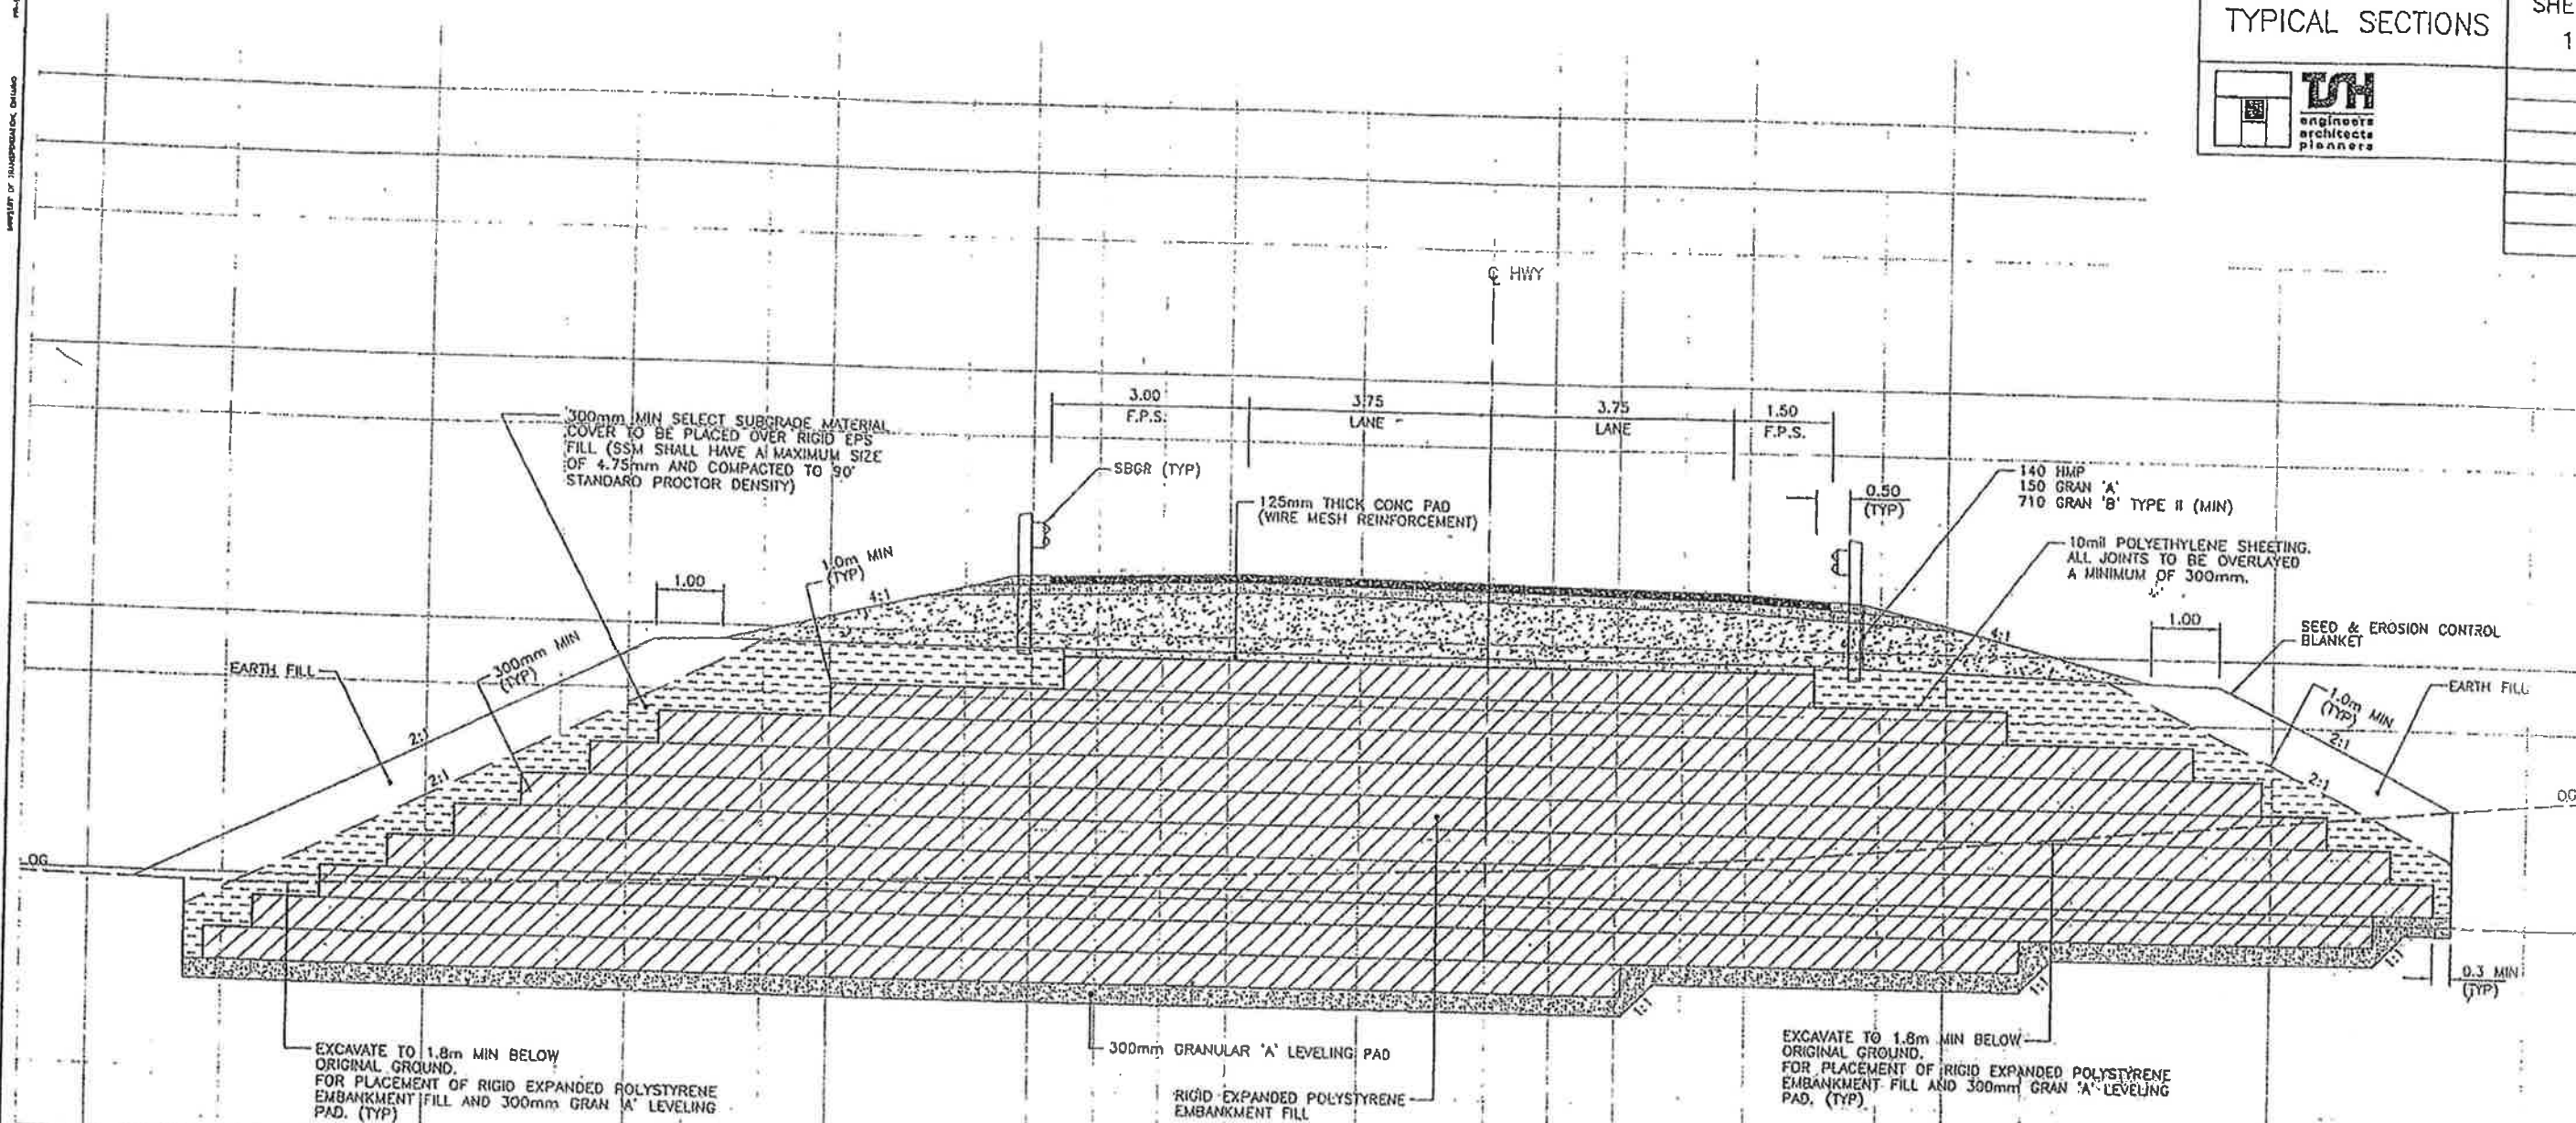 TYPICAL SECTIONS
SHE
1
TSH
engineers
architects
planners
℄ HWY
3.00
F.P.S.
3.75
LANE
3.75
LANE
1.50
F.P.S.
300mm MIN SELECT SUBGRADE MATERIAL
COVER TO BE PLACED OVER RIGID EPS
FILL (SSM SHALL HAVE A MAXIMUM SIZE
OF 4.75mm AND COMPACTED TO 90'
STANDARD PROCTOR DENSITY)
SBGR (TYP)
125mm THICK CONC PAD
(WIRE MESH REINFORCEMENT)
0.50
(TYP)
140 HMP
150 GRAN 'A'
710 GRAN 'B' TYPE II (MIN)
10mil POLYETHYLENE SHEETING.
ALL JOINTS TO BE OVERLAYED
A MINIMUM OF 300mm.
1.00
1.0m MIN
(TYP)
4:1
4:1
1.00
SEED & EROSION CONTROL
BLANKET
EARTH FILL
300mm MIN
(TYP)
2:1
2:1
1.0m MIN
(TYP)
2:1
2:1
EARTH FILL
OG
OG
1:1
1:1
1:1
0.3 MIN
(TYP)
EXCAVATE TO 1.8m MIN BELOW
ORIGINAL GROUND.
FOR PLACEMENT OF RIGID EXPANDED POLYSTYRENE
EMBANKMENT FILL AND 300mm GRAN 'A' LEVELING
PAD. (TYP)
300mm GRANULAR 'A' LEVELING PAD
RIGID EXPANDED POLYSTYRENE
EMBANKMENT FILL
EXCAVATE TO 1.8m MIN BELOW
ORIGINAL GROUND.
FOR PLACEMENT OF RIGID EXPANDED POLYSTYRENE
EMBANKMENT FILL AND 300mm GRAN 'A' LEVELING
PAD. (TYP)